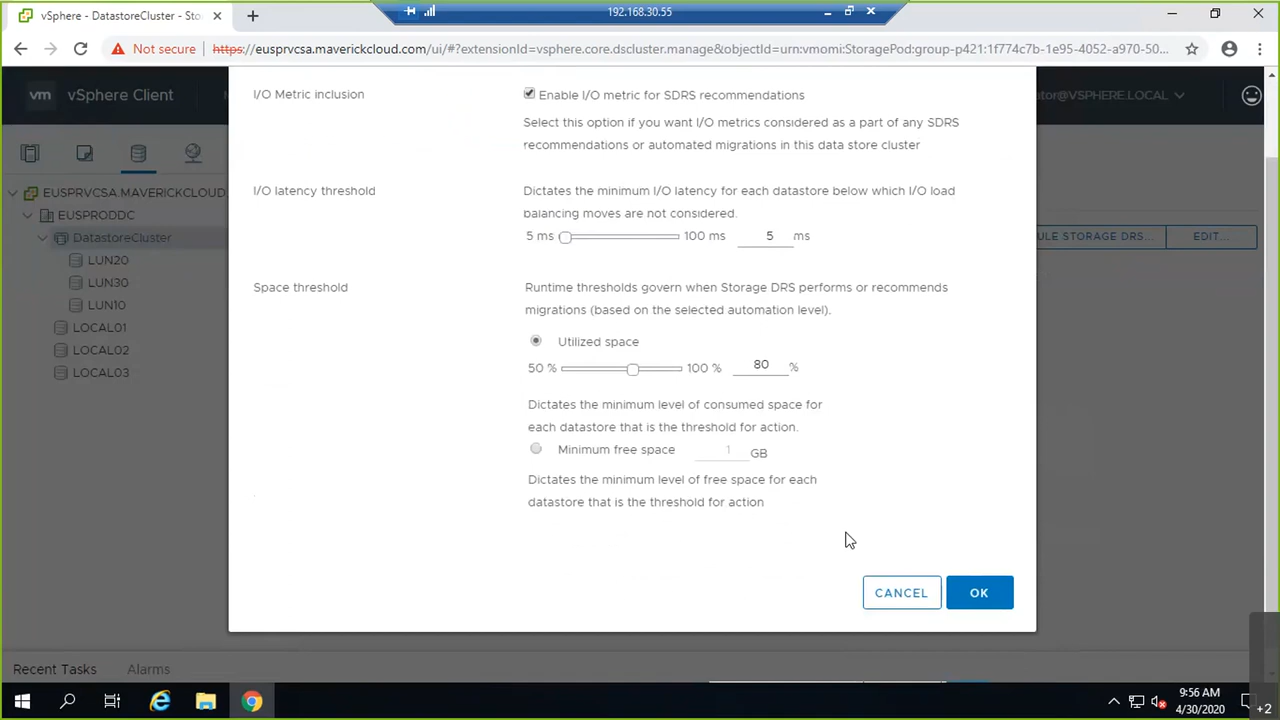 vSphere - DatastoreCluster - Sto
192.168.30.55
Not secure
https://eusprvcsa.maverickcloud.com/ui/#?extensionId=vsphere.core.dscluster.manage&objectId=urn:vmomi:StoragePod:group-p421:1f774c7b-1e95-4052-a970-50...
vm vSphere Client
ator@VSPHERE.LOCAL
EUSPRVCSA.MAVERICKCLOUD
EUSPRODDC
DatastoreCluster
LUN20
LUN30
LUN10
LOCAL01
LOCAL02
LOCAL03
ULE STORAGE DRS...
EDIT...
I/O Metric inclusion
Enable I/O metric for SDRS recommendations
Select this option if you want I/O metrics considered as a part of any SDRS
recommendations or automated migrations in this data store cluster
I/O latency threshold
Dictates the minimum I/O latency for each datastore below which I/O load
balancing moves are not considered.
5 ms 100 ms 5 ms
Space threshold
Runtime thresholds govern when Storage DRS performs or recommends
migrations (based on the selected automation level).
Utilized space
50 % 100 % 80 %
Dictates the minimum level of consumed space for
each datastore that is the threshold for action.
Minimum free space 1 GB
Dictates the minimum level of free space for each
datastore that is the threshold for action
CANCEL OK
Recent Tasks Alarms
9:56 AM
4/30/2020
+2